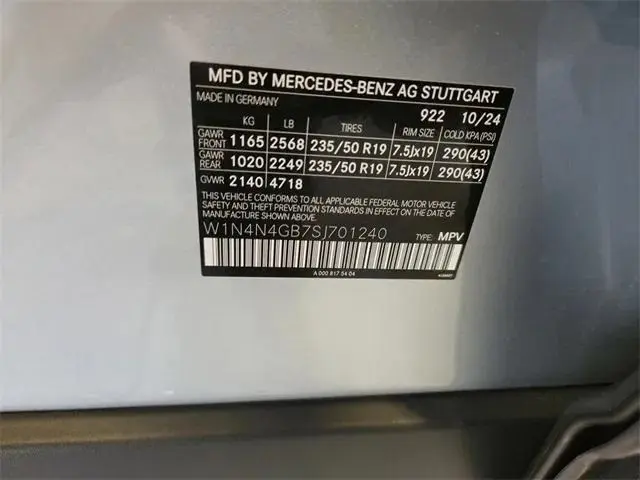 MFD BY MERCEDES-BENZ AG STUTTGART
MADE IN GERMANY 922 10/24
KG LB TIRES RIM SIZE COLD KPA(PSI)
GAWR FRONT 1165 2568 235/50 R19 7.5Jx19 290(43)
GAWR REAR 1020 2249 235/50 R19 7.5Jx19 290(43)
GVWR 2140 4718
THIS VEHICLE CONFORMS TO ALL APPLICABLE FEDERAL MOTOR VEHICLE
SAFETY AND THEFT PREVENTION STANDARDS IN EFFECT ON THE DATE OF
MANUFACTURE SHOWN ABOVE.
W1N4N4GB7SJ701240 TYPE: MPV
A 000 817 54 04